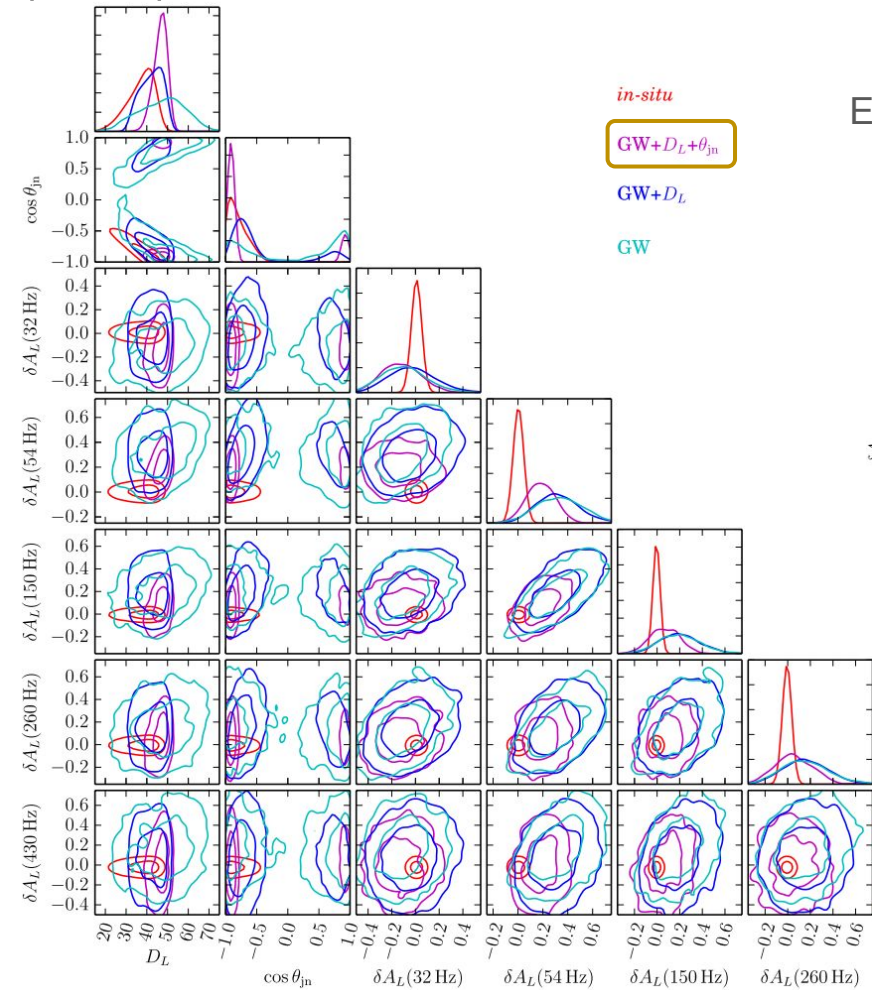 in-situ
E
GW+D_L+θ_jn
GW+D_L
GW
1.0
0.5
0.0
−0.5
−1.0
cos θ_jn
0.4
0.2
0.0
−0.2
−0.4
δA_L(32 Hz)
0.6
0.4
0.2
0.0
−0.2
δA_L(54 Hz)
0.6
0.4
0.2
0.0
−0.2
δA_L(150 Hz)
0.6
0.4
0.2
0.0
−0.2
δA_L(260 Hz)
0.6
0.4
0.2
0.0
−0.2
−0.4
δA_L(430 Hz)
20 30 40 50 60 70
−1.0 −0.5 0.0 0.5 1.0
−0.4 −0.2 0.0 0.2 0.4
−0.2 0.0 0.2 0.4 0.6
−0.2 0.0 0.2 0.4 0.6
−0.2 0.0 0.2 0.4 0.6
D_L
cos θ_jn
δA_L(32 Hz)
δA_L(54 Hz)
δA_L(150 Hz)
δA_L(260 Hz)